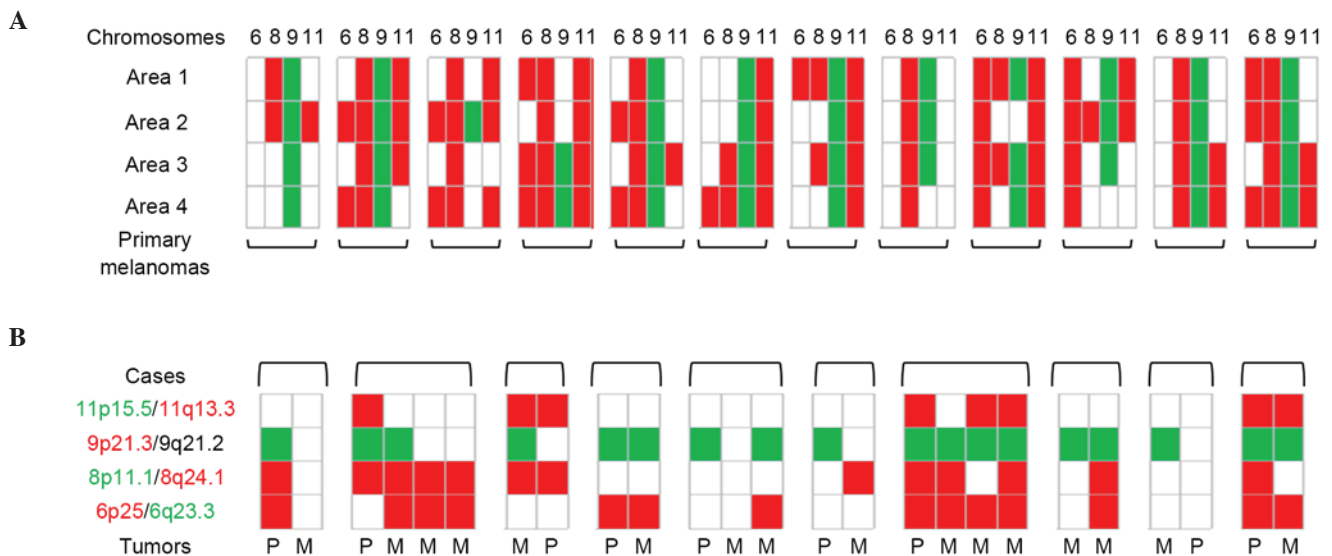 A
Chromosomes 6 8 9 11 6 8 9 11 6 8 9 11 6 8 9 11 6 8 9 11 6 8 9 11 6 8 9 11 6 8 9 11 6 8 9 11 6 8 9 11 6 8 9 11 6 8 9 11
Area 1
Area 2
Area 3
Area 4
Primary
melanomas
B
Cases
11p15.5/11q13.3
9p21.3/9q21.2
8p11.1/8q24.1
6p25/6q23.3
Tumors P M P M M M M P P M P M M P M P M M M M M M P P M